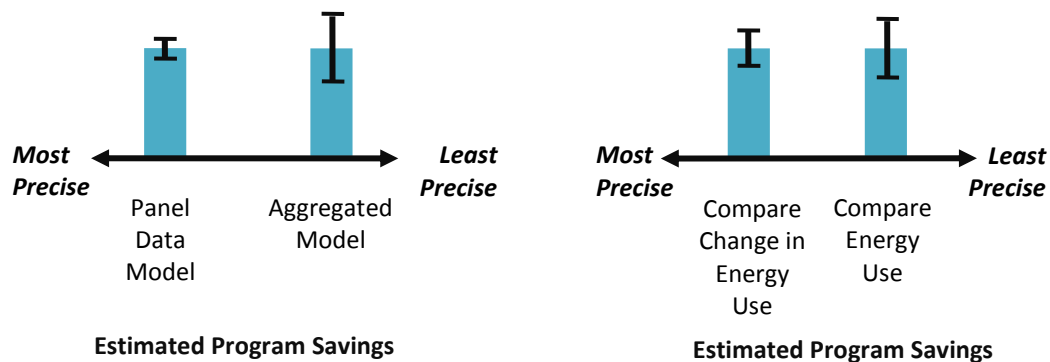 Most
Precise
Least
Precise
Panel
Data
Model
Aggregated
Model
Estimated Program Savings
Most
Precise
Least
Precise
Compare
Change in
Energy
Use
Compare
Energy
Use
Estimated Program Savings